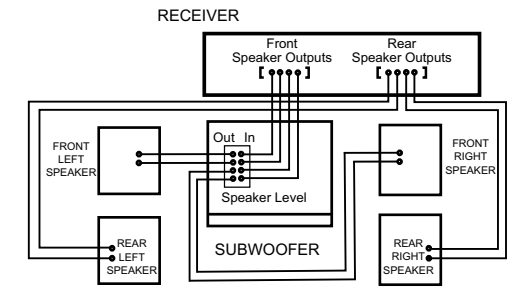 RECEIVER
Front
Speaker Outputs
Rear
Speaker Outputs
[ ]
[ ]
Out In
Speaker Level
SUBWOOFER
FRONT
LEFT
SPEAKER
FRONT
RIGHT
SPEAKER
REAR
LEFT
SPEAKER
REAR
RIGHT
SPEAKER